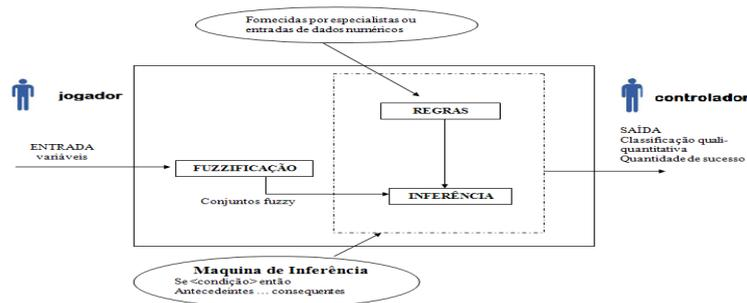 Fornecidas por especialistas ou
entradas de dados numéricos
jogador
controlador
REGRAS
ENTRADA
variáveis
SAÍDA
Classificação quali-
quantitativa
Quantidade de sucesso
FUZZIFICAÇÃO
INFERÊNCIA
Conjuntos fuzzy
Maquina de Inferência
Se <condição> então
Antecedeintes ... consequentes